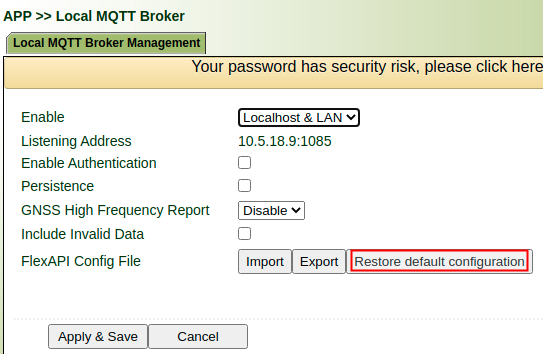 APP >> Local MQTT Broker
Local MQTT Broker Management
Your password has security risk, please click here
Enable Localhost & LAN
Listening Address 10.5.18.9:1085
Enable Authentication
Persistence
GNSS High Frequency Report Disable
Include Invalid Data
FlexAPI Config File Import Export Restore default configuration
Apply & Save Cancel